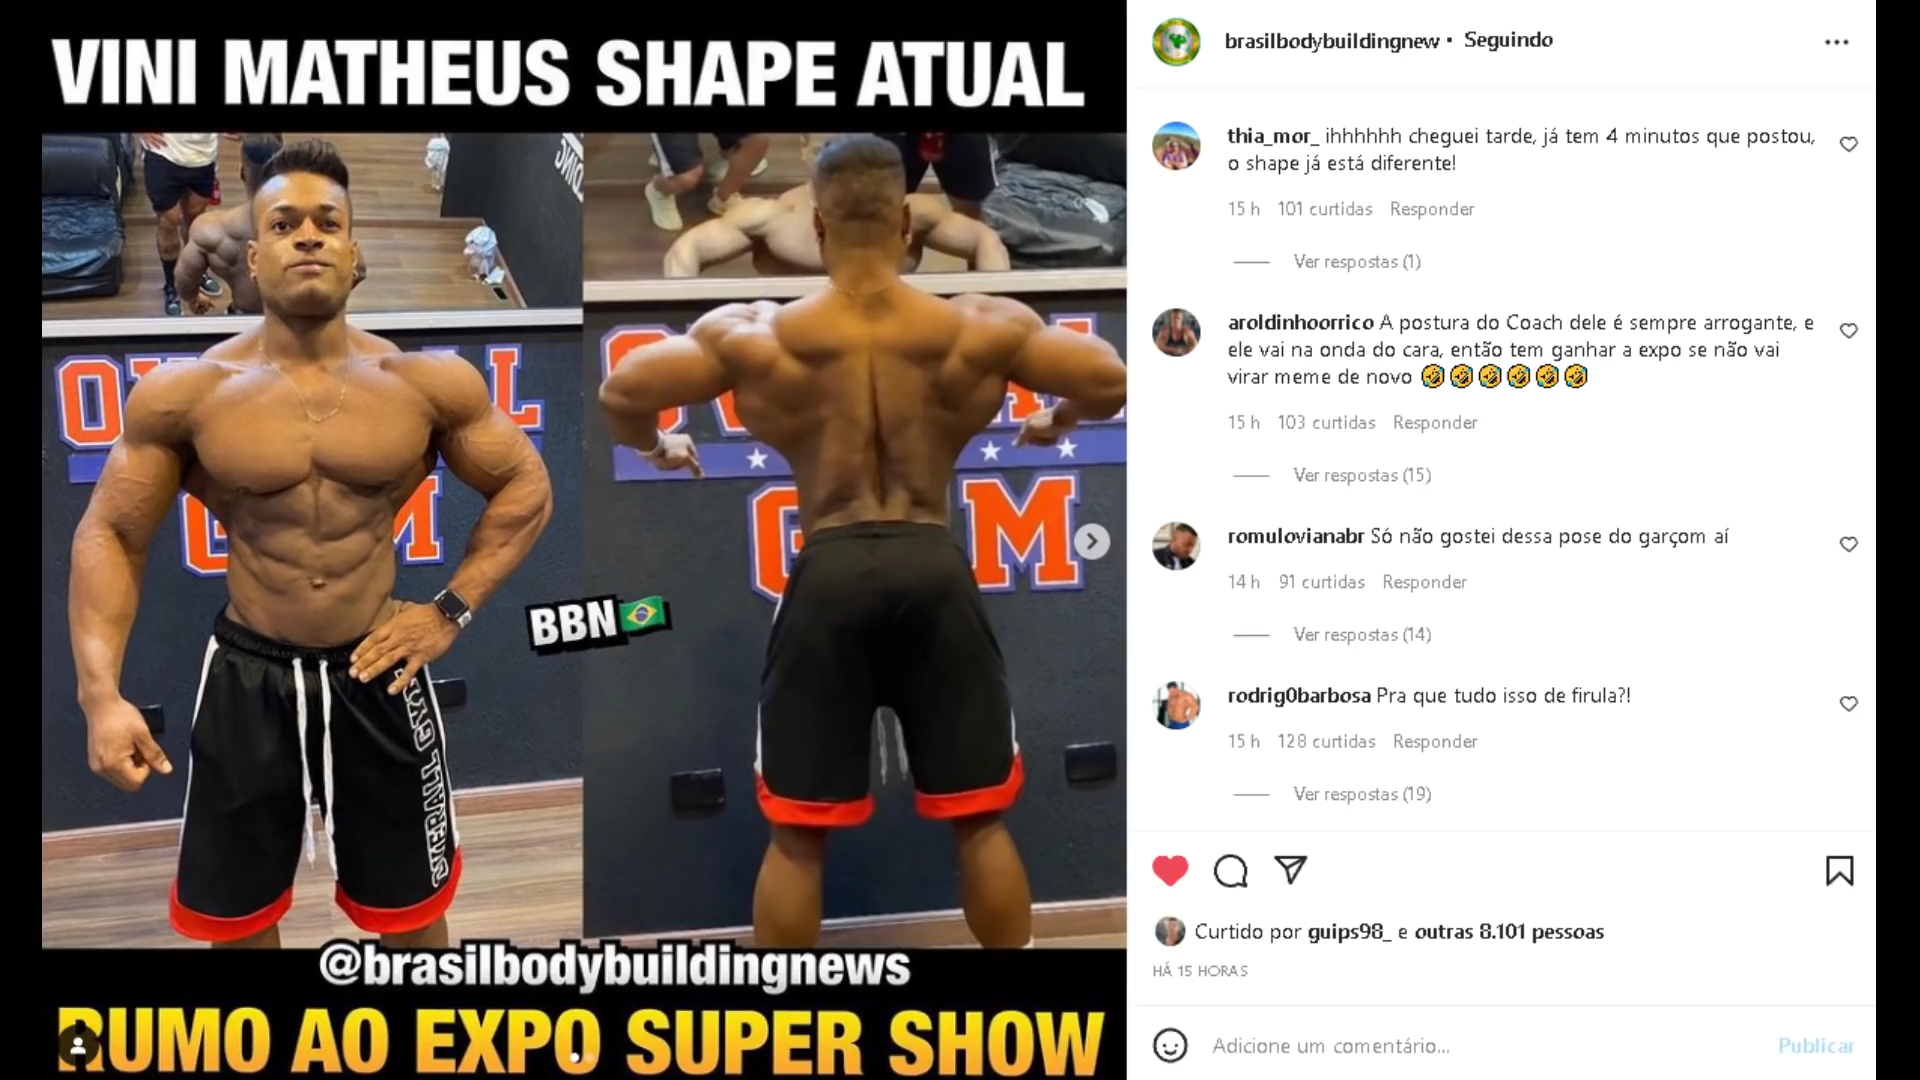 VINI MATHEUS SHAPE ATUAL
OVERALL GYM
BBN
@brasilbodybuildingnews
RUMO AO EXPO SUPER SHOW
brasilbodybuildingnew • Seguindo
thia_mor_ ihhhhhh cheguei tarde, já tem 4 minutos que postou,
o shape já está diferente!
15 h 101 curtidas Responder
Ver respostas (1)
aroldinhoorrico A postura do Coach dele é sempre arrogante, e
ele vai na onda do cara, então tem ganhar a expo se não vai
virar meme de novo 🤣🤣🤣🤣🤣🤣
15 h 103 curtidas Responder
Ver respostas (15)
romulovianabr Só não gostei dessa pose do garçom aí
14 h 91 curtidas Responder
Ver respostas (14)
rodrig0barbosa Pra que tudo isso de firula?!
15 h 128 curtidas Responder
Ver respostas (19)
Curtido por guips98_ e outras 8.101 pessoas
HÁ 15 HORAS
Adicione um comentário...
Publicar